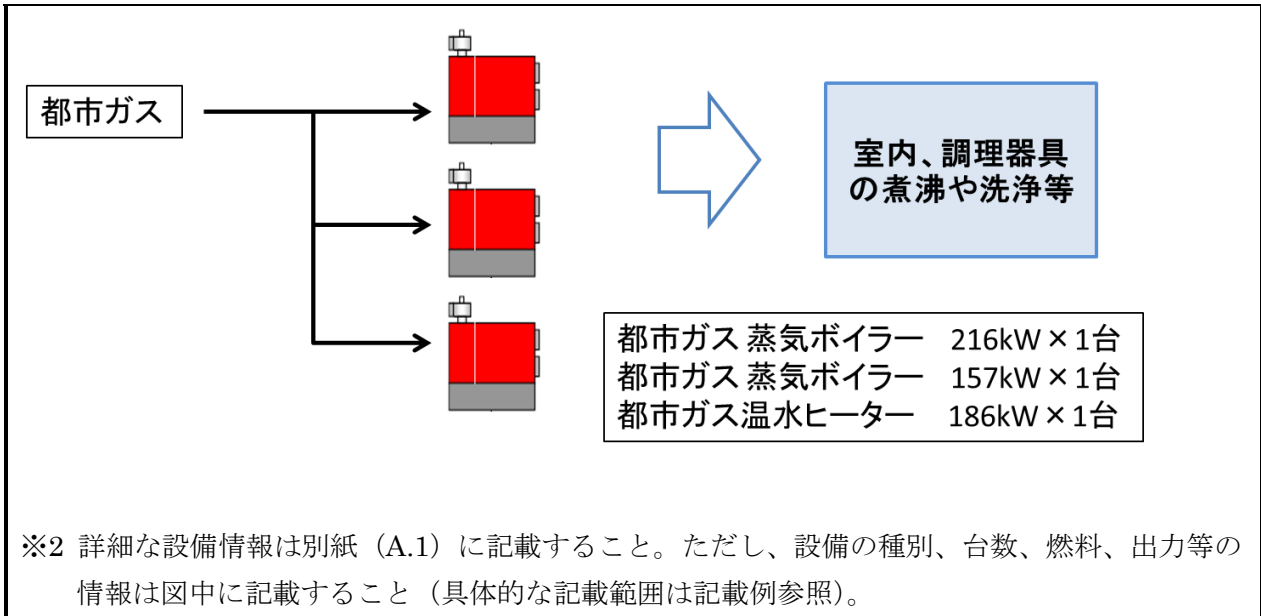 都市ガス
室内、調理器具
の煮沸や洗浄等
都市ガス 蒸気ボイラー 216kW×1台
都市ガス 蒸気ボイラー 157kW×1台
都市ガス温水ヒーター 186kW×1台
※2 詳細な設備情報は別紙（A.1）に記載すること。ただし、設備の種別、台数、燃料、出力等の
情報は図中に記載すること（具体的な記載範囲は記載例参照）。